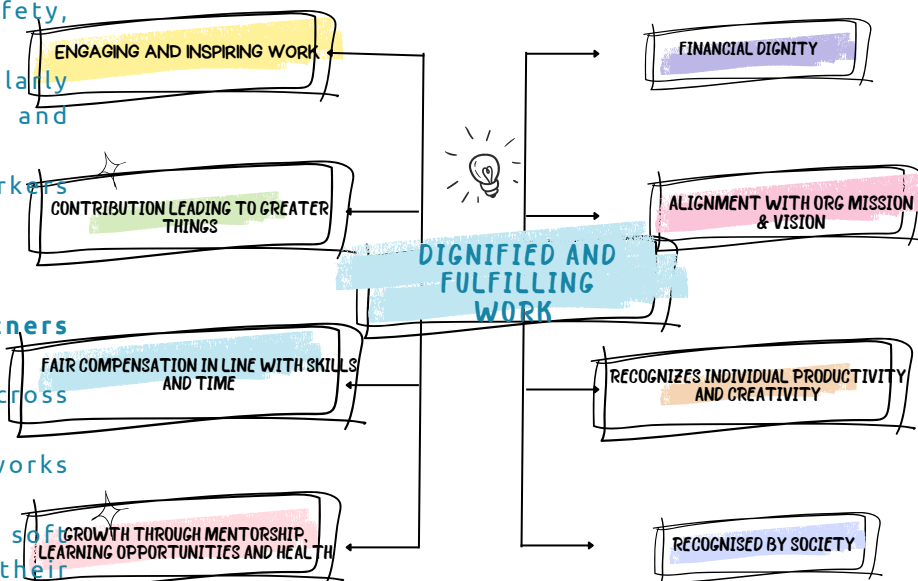 fety,
larly
and
rkers
tners
cross
works
soft
their
ENGAGING AND INSPIRING WORK
CONTRIBUTION LEADING TO GREATER
THINGS
FAIR COMPENSATION IN LINE WITH SKILLS
AND TIME
GROWTH THROUGH MENTORSHIP,
LEARNING OPPORTUNITIES AND HEALTH
DIGNIFIED AND
FULFILLING
WORK
FINANCIAL DIGNITY
ALIGNMENT WITH ORG MISSION
& VISION
RECOGNIZES INDIVIDUAL PRODUCTIVITY
AND CREATIVITY
RECOGNISED BY SOCIETY